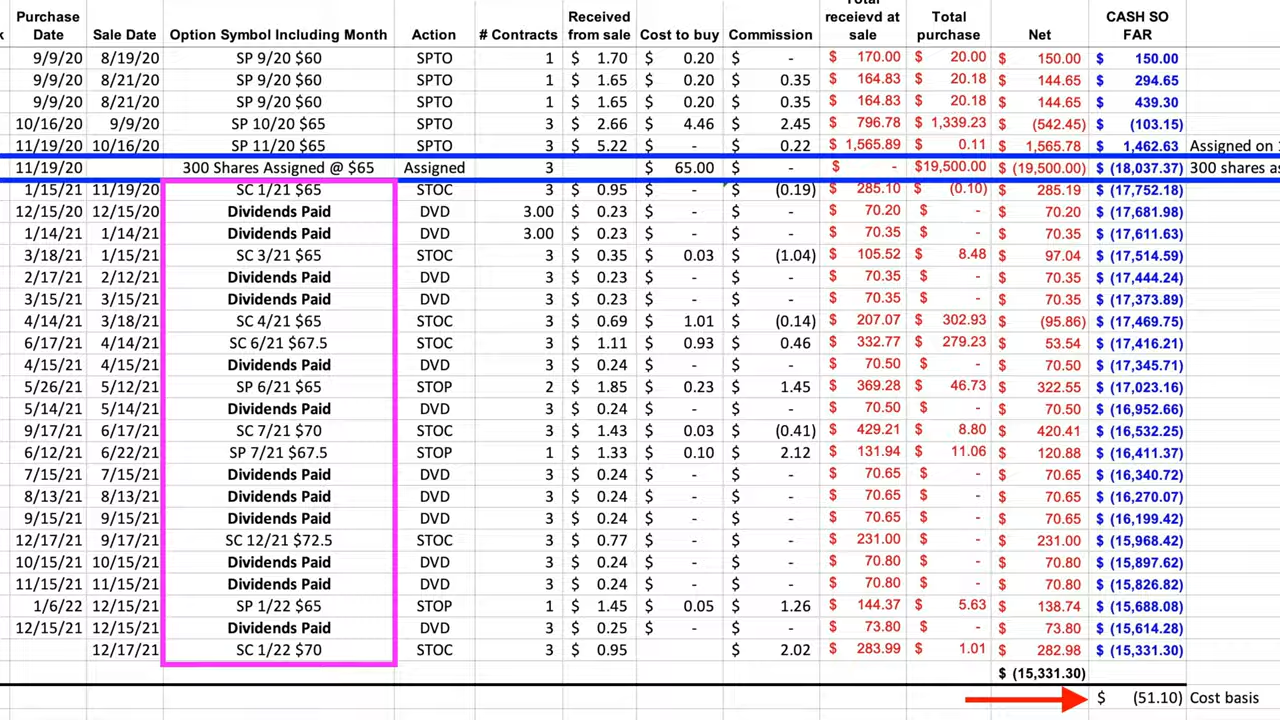 Purchase Date Sale Date Option Symbol Including Month Action # Contracts Received from sale Cost to buy Commission receievd at sale Total purchase Net CASH SO FAR
9/9/20 8/19/20 SP 9/20 $60 SPTO 1 $ 1.70 $ 0.20 $ - $ 170.00 $ 20.00 $ 150.00 $ 150.00
9/9/20 8/21/20 SP 9/20 $60 SPTO 1 $ 1.65 $ 0.20 $ 0.35 $ 164.83 $ 20.18 $ 144.65 $ 294.65
9/9/20 8/21/20 SP 9/20 $60 SPTO 1 $ 1.65 $ 0.20 $ 0.35 $ 164.83 $ 20.18 $ 144.65 $ 439.30
10/16/20 9/9/20 SP 10/20 $65 SPTO 3 $ 2.66 $ 4.46 $ 2.45 $ 796.78 $ 1,339.23 $ (542.45) $ (103.15)
11/19/20 10/16/20 SP 11/20 $65 SPTO 3 $ 5.22 $ - $ 0.22 $ 1,565.89 $ 0.11 $ 1,565.78 $ 1,462.63 Assigned on
11/19/20 300 Shares Assigned @ $65 Assigned 3 $ 65.00 $ - $ - $19,500.00 $ (19,500.00) $ (18,037.37) 300 shares as
1/15/21 11/19/20 SC 1/21 $65 STOC 3 $ 0.95 $ - $ (0.19) $ 285.10 $ (0.10) $ 285.19 $ (17,752.18)
12/15/20 12/15/20 Dividends Paid DVD 3.00 $ 0.23 $ - $ - $ 70.20 $ - $ 70.20 $ (17,681.98)
1/14/21 1/14/21 Dividends Paid DVD 3.00 $ 0.23 $ - $ - $ 70.35 $ - $ 70.35 $ (17,611.63)
3/18/21 1/15/21 SC 3/21 $65 STOC 3 $ 0.35 $ 0.03 $ (1.04) $ 105.52 $ 8.48 $ 97.04 $ (17,514.59)
2/17/21 2/12/21 Dividends Paid DVD 3 $ 0.23 $ - $ - $ 70.35 $ - $ 70.35 $ (17,444.24)
3/15/21 3/15/21 Dividends Paid DVD 3 $ 0.23 $ - $ - $ 70.35 $ - $ 70.35 $ (17,373.89)
4/14/21 3/18/21 SC 4/21 $65 STOC 3 $ 0.69 $ 1.01 $ (0.14) $ 207.07 $ 302.93 $ (95.86) $ (17,469.75)
6/17/21 4/14/21 SC 6/21 $67.5 STOC 3 $ 1.11 $ 0.93 $ 0.46 $ 332.77 $ 279.23 $ 53.54 $ (17,416.21)
4/15/21 4/15/21 Dividends Paid DVD 3 $ 0.24 $ - $ - $ 70.50 $ - $ 70.50 $ (17,345.71)
5/26/21 5/12/21 SP 6/21 $65 STOP 2 $ 1.85 $ 0.23 $ 1.45 $ 369.28 $ 46.73 $ 322.55 $ (17,023.16)
5/14/21 5/14/21 Dividends Paid DVD 3 $ 0.24 $ - $ - $ 70.50 $ - $ 70.50 $ (16,952.66)
9/17/21 6/17/21 SC 7/21 $70 STOC 3 $ 1.43 $ 0.03 $ (0.41) $ 429.21 $ 8.80 $ 420.41 $ (16,532.25)
6/12/21 6/22/21 SP 7/21 $67.5 STOP 1 $ 1.33 $ 0.10 $ 2.12 $ 131.94 $ 11.06 $ 120.88 $ (16,411.37)
7/15/21 7/15/21 Dividends Paid DVD 3 $ 0.24 $ - $ - $ 70.65 $ - $ 70.65 $ (16,340.72)
8/13/21 8/13/21 Dividends Paid DVD 3 $ 0.24 $ - $ - $ 70.65 $ - $ 70.65 $ (16,270.07)
9/15/21 9/15/21 Dividends Paid DVD 3 $ 0.24 $ - $ - $ 70.65 $ - $ 70.65 $ (16,199.42)
12/17/21 9/17/21 SC 12/21 $72.5 STOC 3 $ 0.77 $ - $ - $ 231.00 $ - $ 231.00 $ (15,968.42)
10/15/21 10/15/21 Dividends Paid DVD 3 $ 0.24 $ - $ - $ 70.80 $ - $ 70.80 $ (15,897.62)
11/15/21 11/15/21 Dividends Paid DVD 3 $ 0.24 $ - $ - $ 70.80 $ - $ 70.80 $ (15,826.82)
1/6/22 12/15/21 SP 1/22 $65 STOP 1 $ 1.45 $ 0.05 $ 1.26 $ 144.37 $ 5.63 $ 138.74 $ (15,688.08)
12/15/21 12/15/21 Dividends Paid DVD 3 $ 0.25 $ - $ - $ 73.80 $ - $ 73.80 $ (15,614.28)
12/17/21 SC 1/22 $70 STOC 3 $ 0.95 $ 2.02 $ 283.99 $ 1.01 $ 282.98 $ (15,331.30)
$ (15,331.30)
$ (51.10) Cost basis